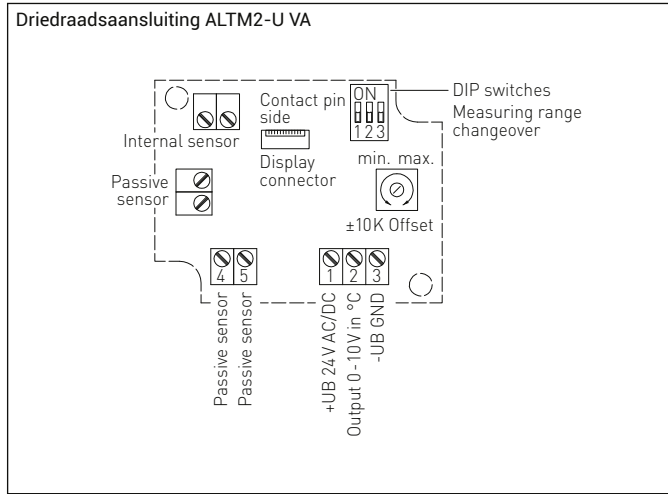 Driedraadsaansluiting ALTM2-U VA
ON
1 2 3
DIP switches
Measuring range
changeover
Contact pin
side
Internal sensor
Display
connector
min. max.
±10K Offset
Passive
sensor
4 5
1 2 3
Passive sensor
Passive sensor
+UB 24V AC/DC
Output 0-10V in °C
-UB GND